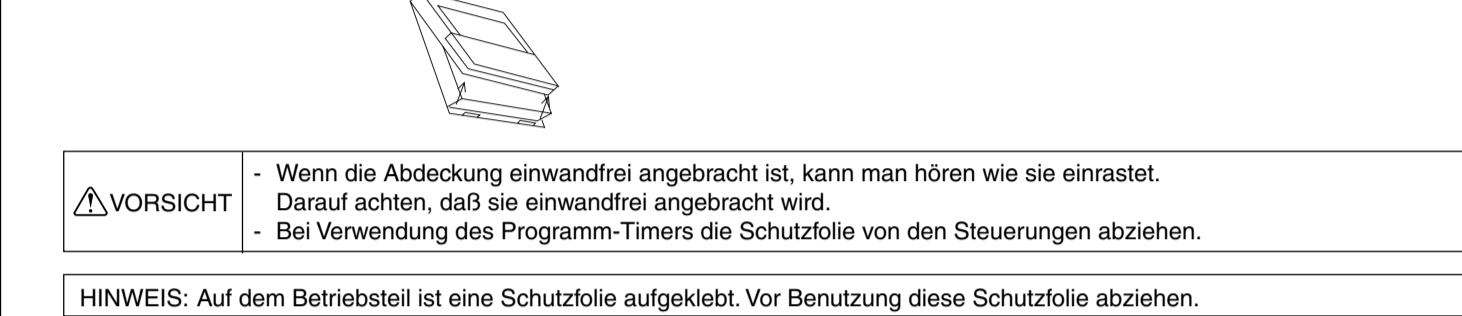 - Wenn die Abdeckung einwandfrei angebracht ist, kann man hören wie sie einrastet.
VORSICHT Darauf achten, daß sie einwandfrei angebracht wird.
- Bei Verwendung des Programm-Timers die Schutzfolie von den Steuerungen abziehen.
HINWEIS: Auf dem Betriebsteil ist eine Schutzfolie aufgeklebt. Vor Benutzung diese Schutzfolie abziehen.